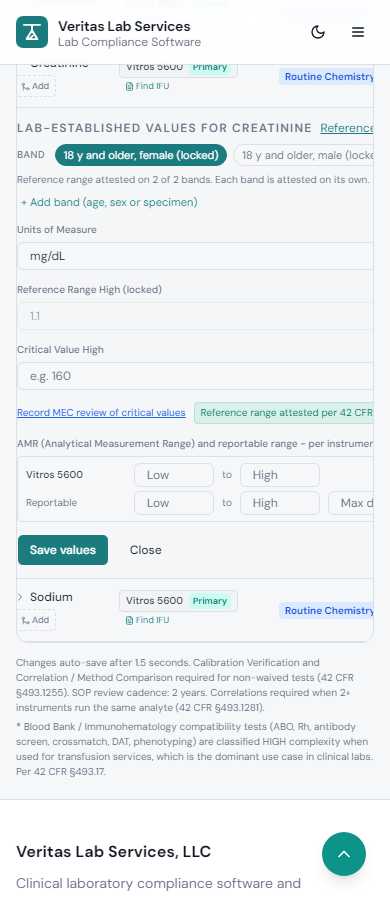 Veritas Lab Services
Lab Compliance Software
Creatinine
Vitros 5600 Primary
Routine Chemistry
Add
Find IFU
LAB-ESTABLISHED VALUES FOR CREATININE Reference
BAND 18 y and older, female (locked) 18 y and older, male (locke
Reference range attested on 2 of 2 bands. Each band is attested on its own.
+ Add band (age, sex or specimen)
Units of Measure
mg/dL
Reference Range High (locked)
1.1
Critical Value High
e.g. 160
Record MEC review of critical values Reference range attested per 42 CFR
AMR (Analytical Measurement Range) and reportable range - per instrumen
Vitros 5600 Low to High
Reportable Low to High Max d
Save values Close
Sodium
Vitros 5600 Primary
Routine Chemistry
Add
Find IFU
Changes auto-save after 1.5 seconds. Calibration Verification and
Correlation / Method Comparison required for non-waived tests (42 CFR
§493.1255). SOP review cadence: 2 years. Correlations required when 2+
instruments run the same analyte (42 CFR §493.1281).
* Blood Bank / Immunohematology compatibility tests (ABO, Rh, antibody
screen, crossmatch, DAT, phenotyping) are classified HIGH complexity when
used for transfusion services, which is the dominant use case in clinical labs.
Per 42 CFR §493.17.
Veritas Lab Services, LLC
Clinical laboratory compliance software and